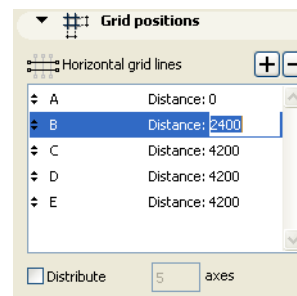 Grid positions
Horizontal grid lines
A Distance: 0
B Distance: 2400
C Distance: 4200
D Distance: 4200
E Distance: 4200
Distribute 5 axes